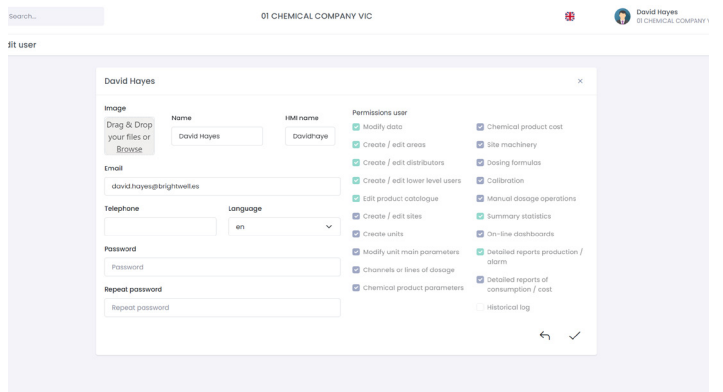 Search...
01 CHEMICAL COMPANY VIC
David Hayes
01 CHEMICAL COMPANY V
dit user
David Hayes
×
Image
Drag & Drop
your files or
Browse
Name
David Hayes
HMI name
Davidhaye
Email
david.hayes@brightwell.es
Telephone
Language
en
Password
Password
Repeat password
Repeat password
Permissions user
Modify data
Create / edit areas
Create / edit distributors
Create / edit lower level users
Edit product catalogue
Create / edit sites
Create units
Modify unit main parameters
Channels or lines of dosage
Chemical product parameters
Chemical product cost
Site machinery
Dosing formulas
Calibration
Manual dosage operations
Summary statistics
On-line dashboards
Detailed reports production /
alarm
Detailed reports of
consumption / cost
Historical log